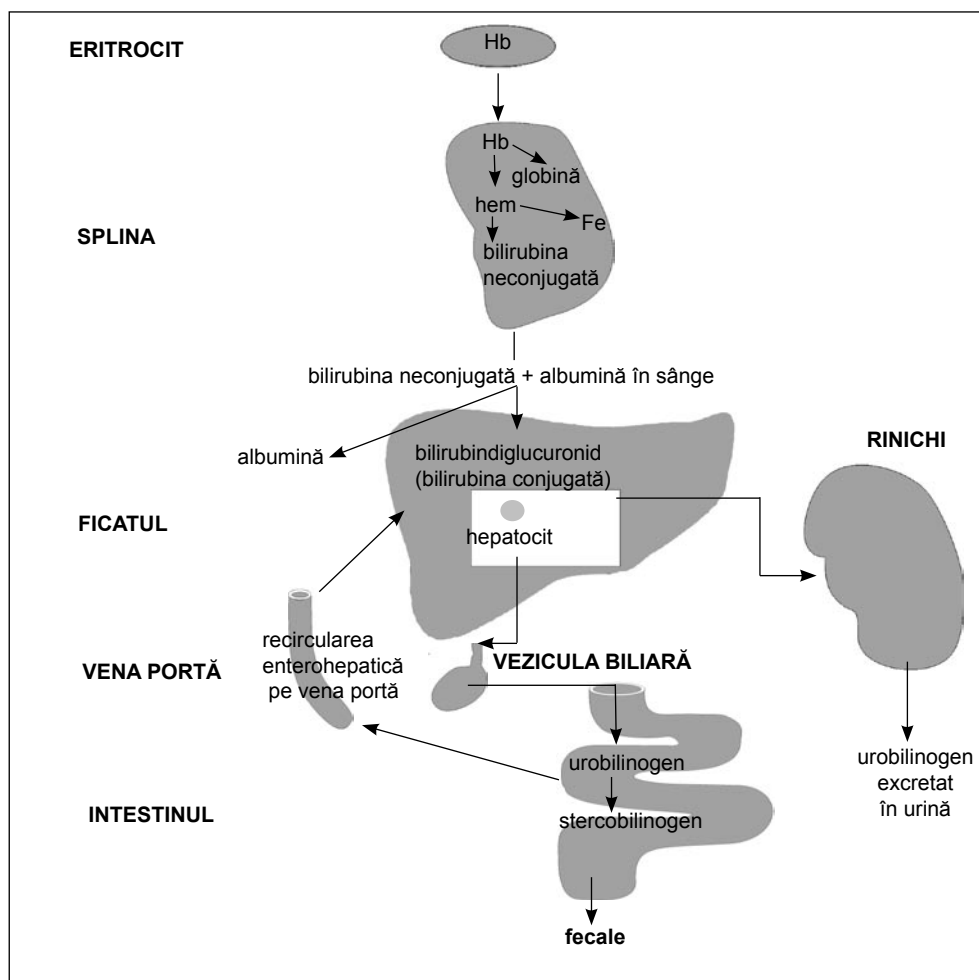 ERITROCIT
Hb
Hb
globină
hem
Fe
SPLINA
bilirubina
neconjugată
bilirubina neconjugată + albumină în sânge
albumină
bilirubindiglucuronid
(bilirubina conjugată)
RINICHI
FICATUL
hepatocit
recircularea
enterohepatică
pe vena portă
VENA PORTĂ
VEZICULA BILIARĂ
urobilinogen
stercobilinogen
INTESTINUL
urobilinogen
excretat
în urină
fecale